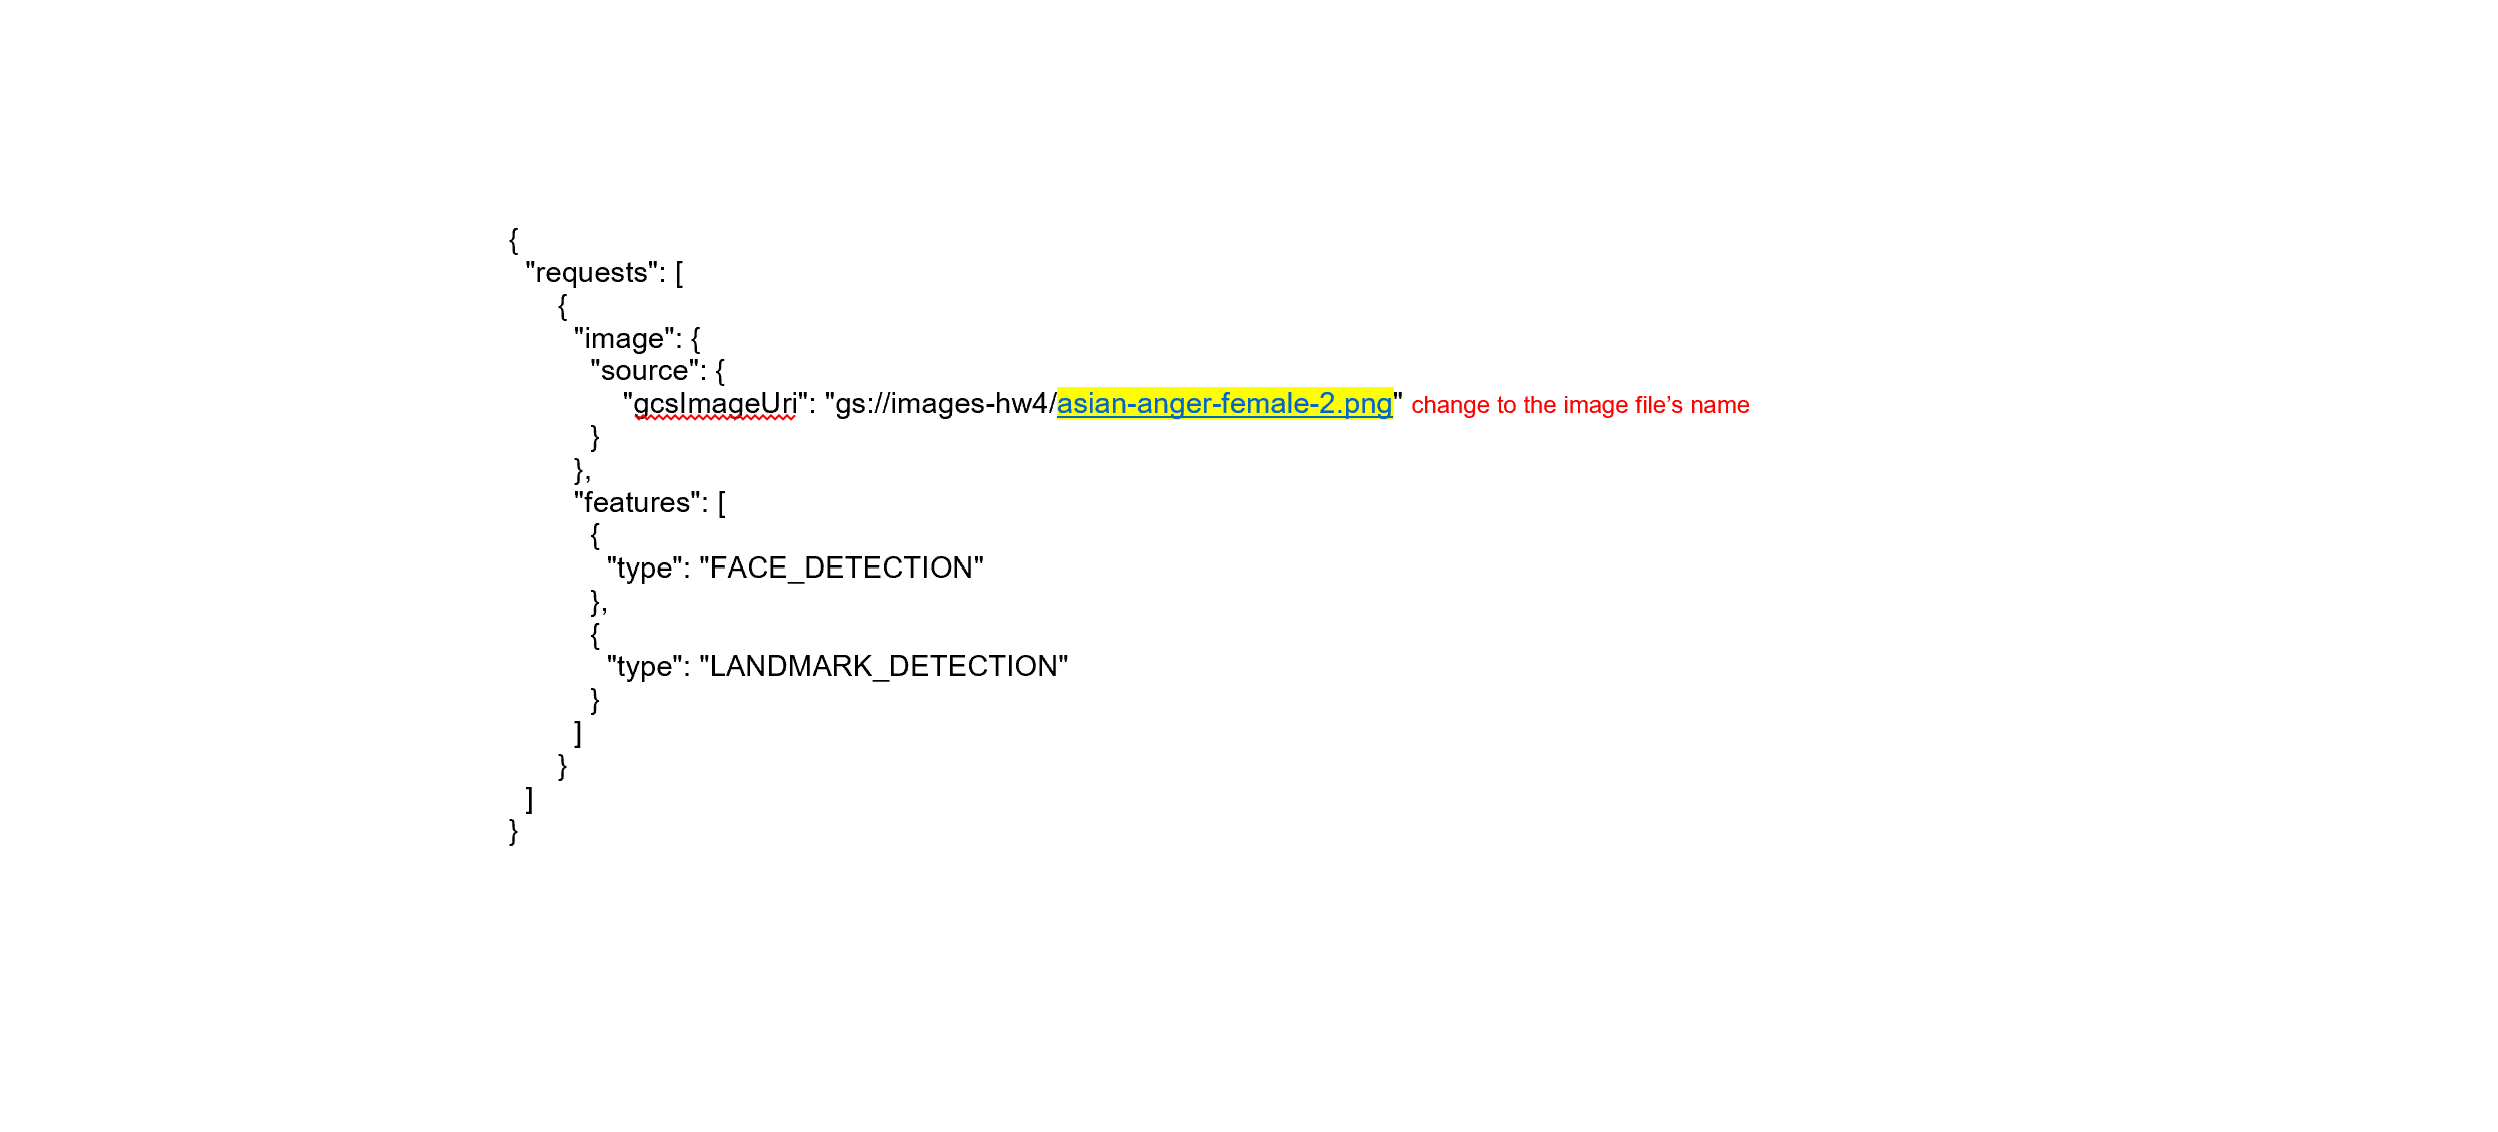 {
"requests": [
{
"image": {
"source": {
"gcsImageUri": "gs://images-hw4/asian-anger-female-2.png" change to the image file’s name
}
},
"features": [
{
"type": "FACE_DETECTION"
},
{
"type": "LANDMARK_DETECTION"
}
]
}
]
}